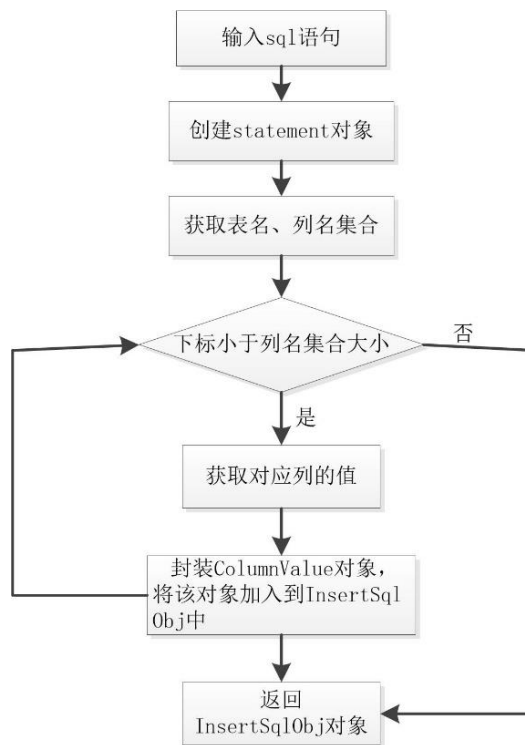 输入sql语句
创建statement对象
获取表名、列名集合
下标小于列名集合大小
否
是
获取对应列的值
封装ColumnValue对象,
将该对象加入到InsertSql
Obj中
返回
InsertSqlObj对象